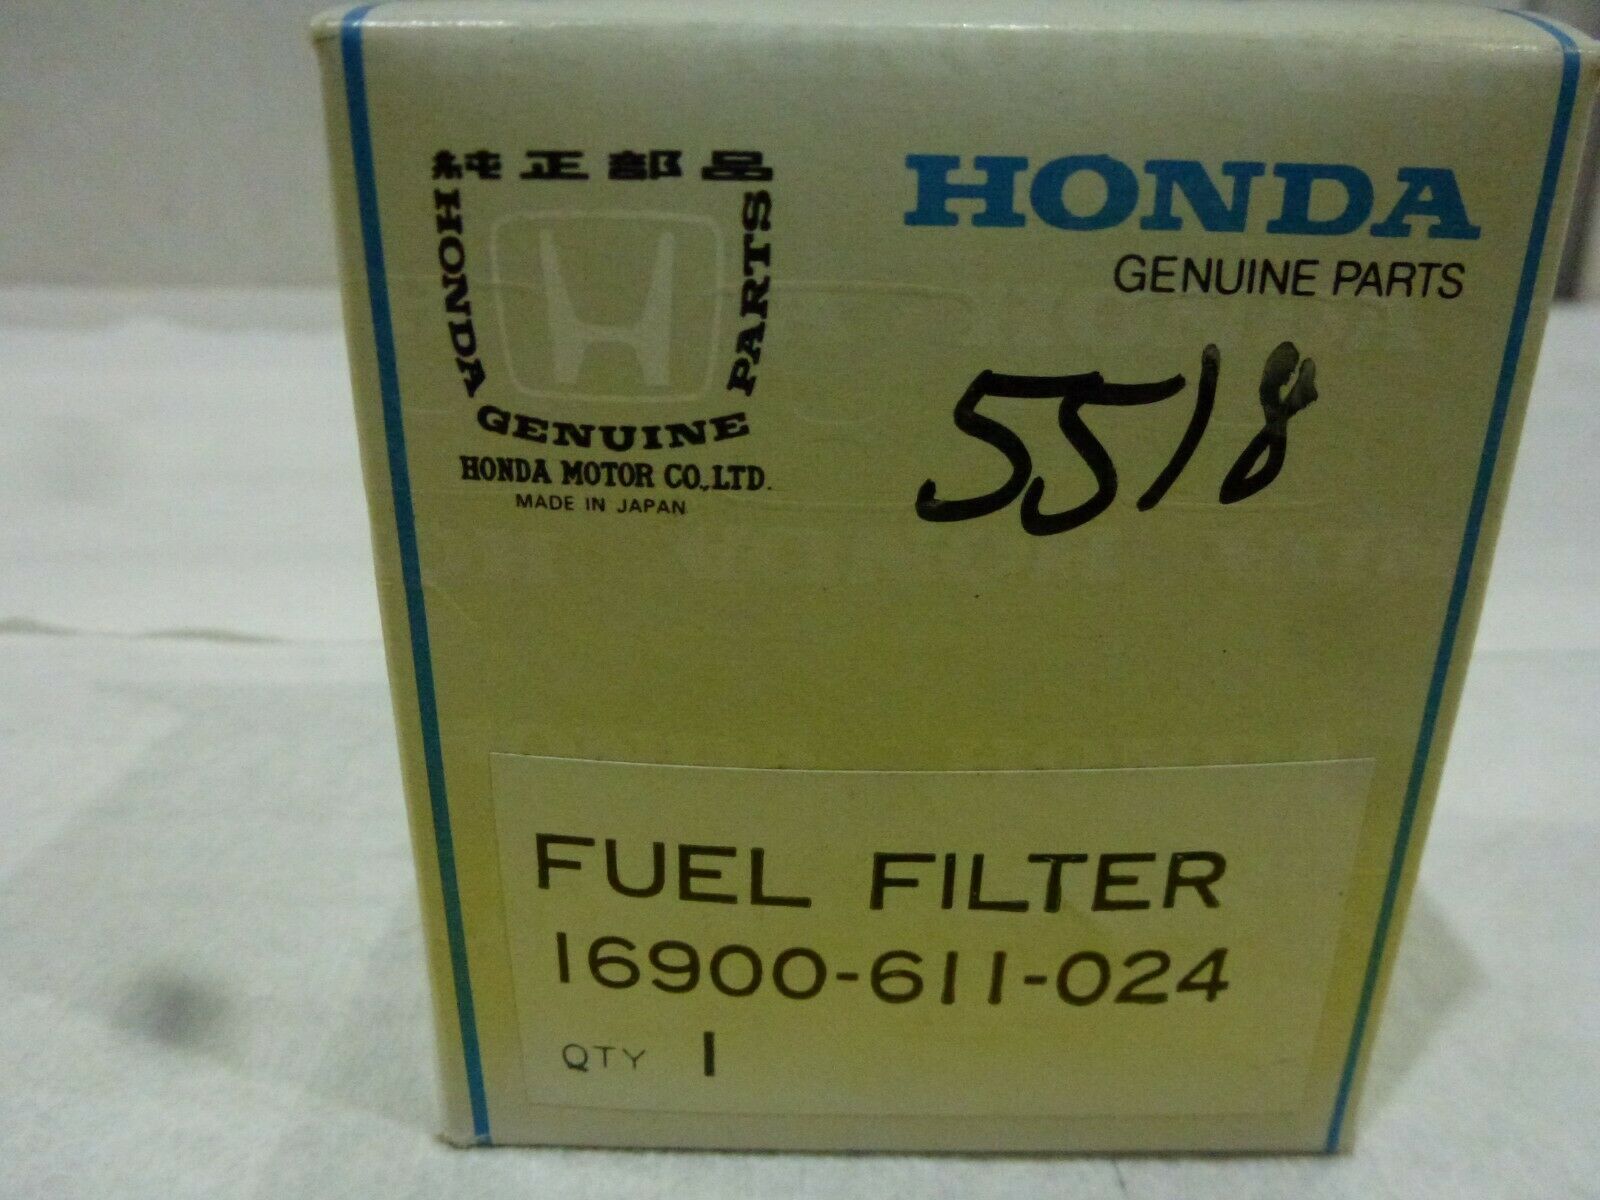 純正部品
HONDA GENUINE PARTS
HONDA MOTOR CO.,LTD.
MADE IN JAPAN
HONDA
GENUINE PARTS
5518
FUEL FILTER
16900-611-024
QTY 1